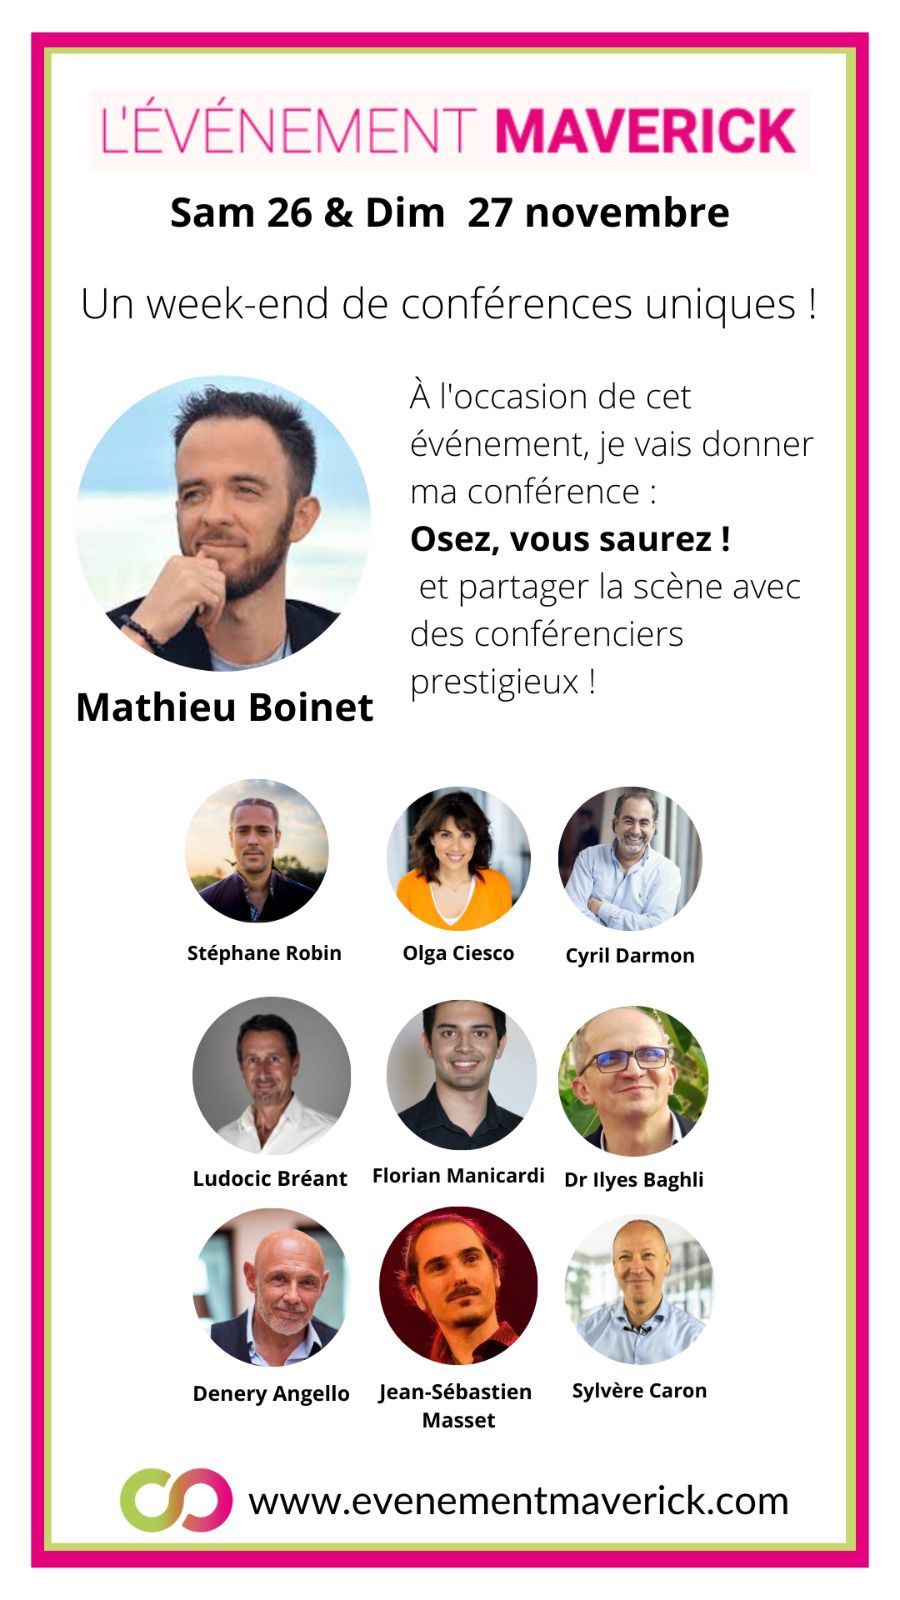 L'ÉVÉNEMENT MAVERICK
Sam 26 & Dim 27 novembre
Un week-end de conférences uniques !
À l'occasion de cet
événement, je vais donner
ma conférence :
Osez, vous saurez !
et partager la scène avec
des conférenciers
prestigieux !
Mathieu Boinet
Stéphane Robin
Olga Ciesco
Cyril Darmon
Ludocic Bréant
Florian Manicardi
Dr Ilyes Baghli
Denery Angello
Jean-Sébastien
Masset
Sylvère Caron
www.evenementmaverick.com